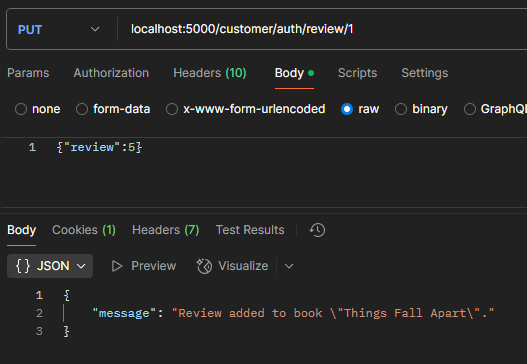 PUT localhost:5000/customer/auth/review/1
Params Authorization Headers (10) Body Scripts Settings
none form-data x-www-form-urlencoded raw binary GraphQL
1 {"review":5}
Body Cookies (1) Headers (7) Test Results
{} JSON Preview Visualize
1 {
2 "message": "Review added to book \"Things Fall Apart\"."
3 }